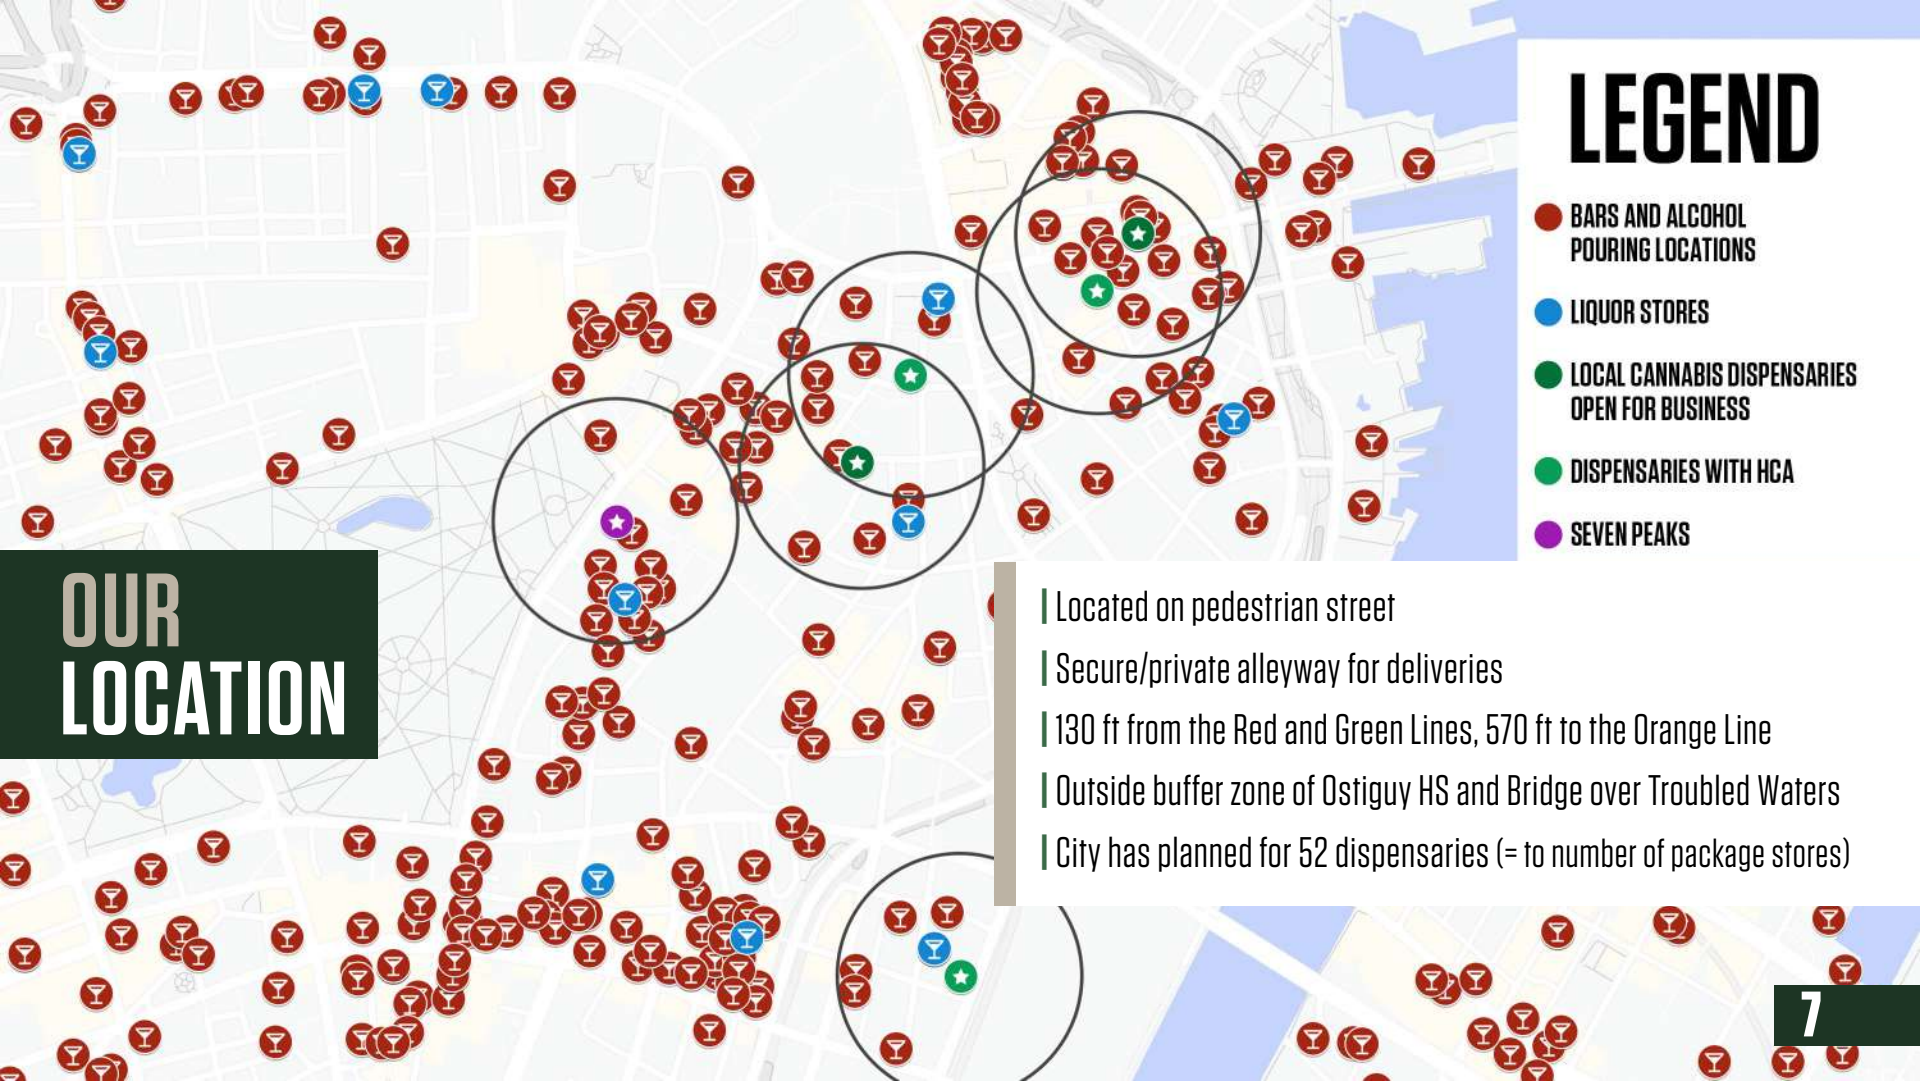 LEGEND
BARS AND ALCOHOL
POURING LOCATIONS
LIQUOR STORES
LOCAL CANNABIS DISPENSARIES
OPEN FOR BUSINESS
DISPENSARIES WITH HCA
SEVEN PEAKS
OUR
LOCATION
Located on pedestrian street
Secure/private alleyway for deliveries
130 ft from the Red and Green Lines, 570 ft to the Orange Line
Outside buffer zone of Ostiguy HS and Bridge over Troubled Waters
City has planned for 52 dispensaries (= to number of package stores)
7